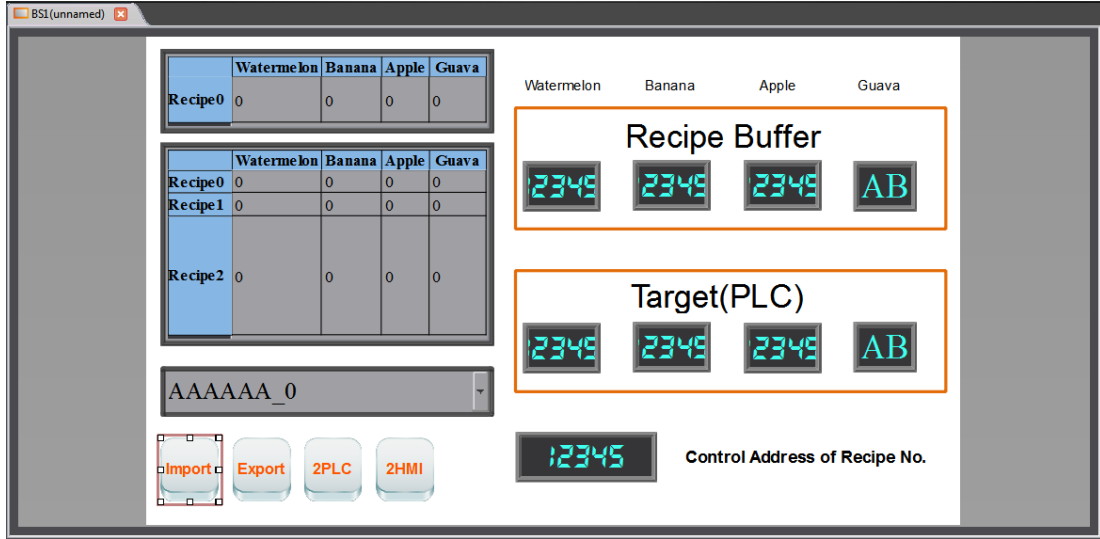 BS1(unnamed)
Watermelon Banana Apple Guava
Recipe0 0 0 0 0
Watermelon Banana Apple Guava
Recipe0 0 0 0 0
Recipe1 0 0 0 0
Recipe2 0 0 0 0
AAAAAA_0
Import Export 2PLC 2HMI
Watermelon Banana Apple Guava
Recipe Buffer
12345 12345 12345 AB
Target(PLC)
12345 12345 12345 AB
12345 Control Address of Recipe No.